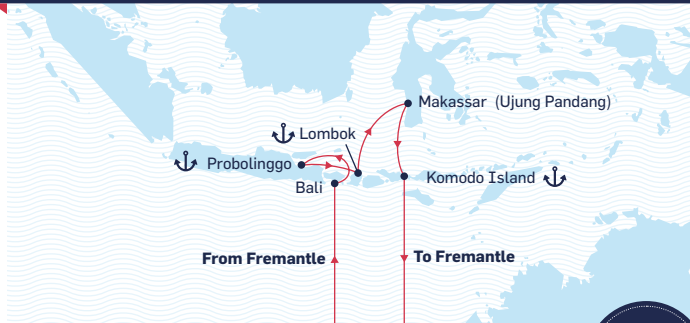 Makassar (Ujung Pandang)
Lombok
Probolinggo
Komodo Island
Bali
From Fremantle
To Fremantle